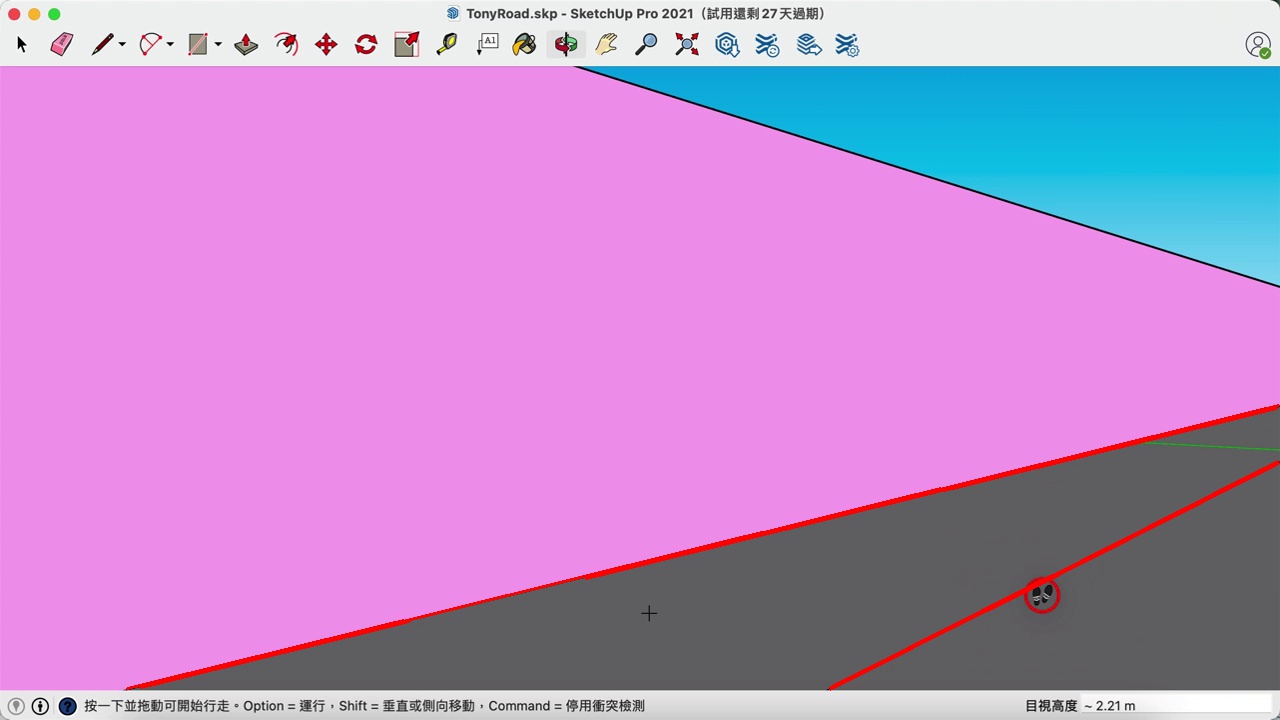 TonyRoad.skp - SketchUp Pro 2021（試用還剩 27 天過期）
A1
按一下並拖動可開始行走。Option = 運行，Shift = 垂直或側向移動，Command = 停用衝突檢測
目視高度 ~ 2.21 m